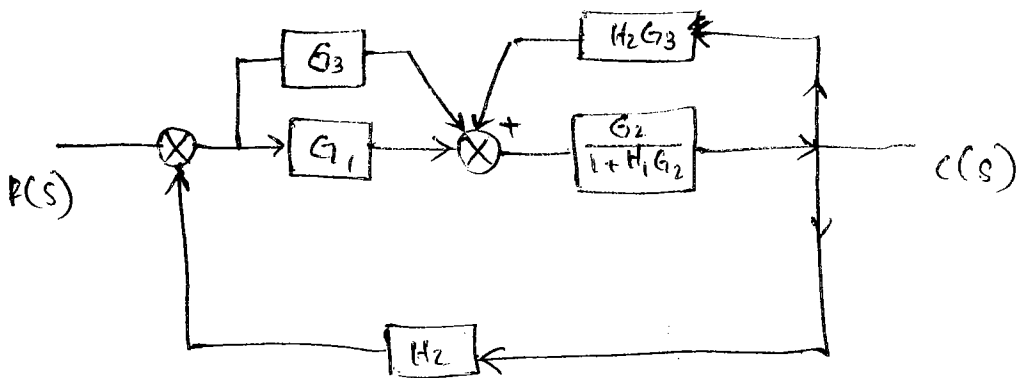 G3
H2G3
+
R(S)
G1
G2
1+H1G2
C(S)
H2